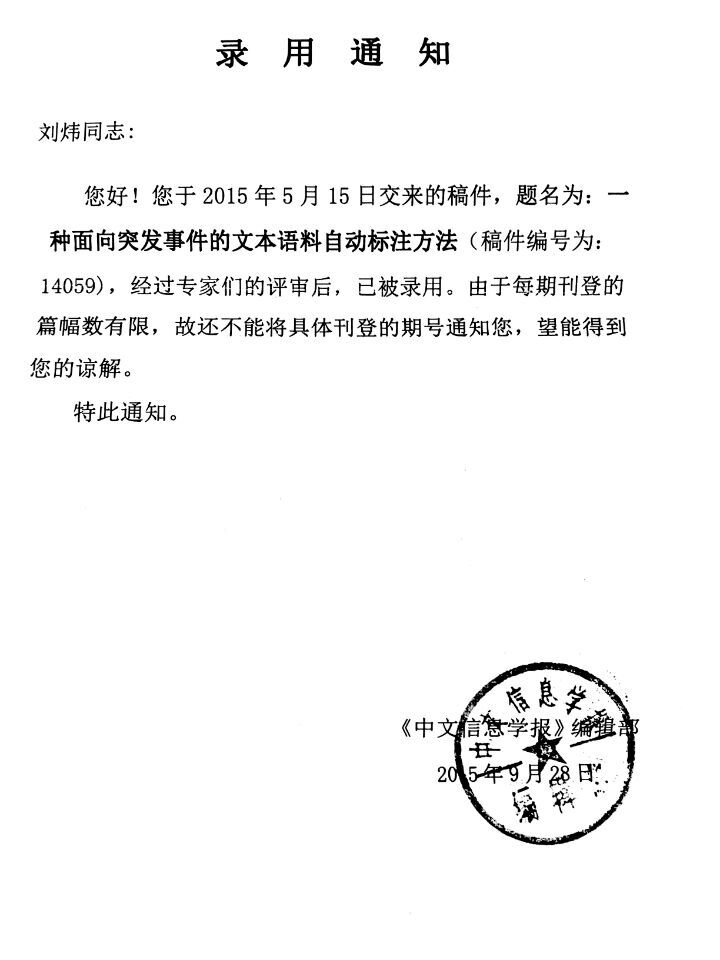 录用通知
刘炜同志:
您好！您于 2015 年 5 月 15 日交来的稿件，题名为：一
种面向突发事件的文本语料自动标注方法（稿件编号为：
14059），经过专家们的评审后，已被录用。由于每期刊登的
篇幅数有限，故还不能将具体刊登的期号通知您，望能得到
您的谅解。
特此通知。
《中文信息学报》编辑部
2015年9月28日
中文信息学报
编辑